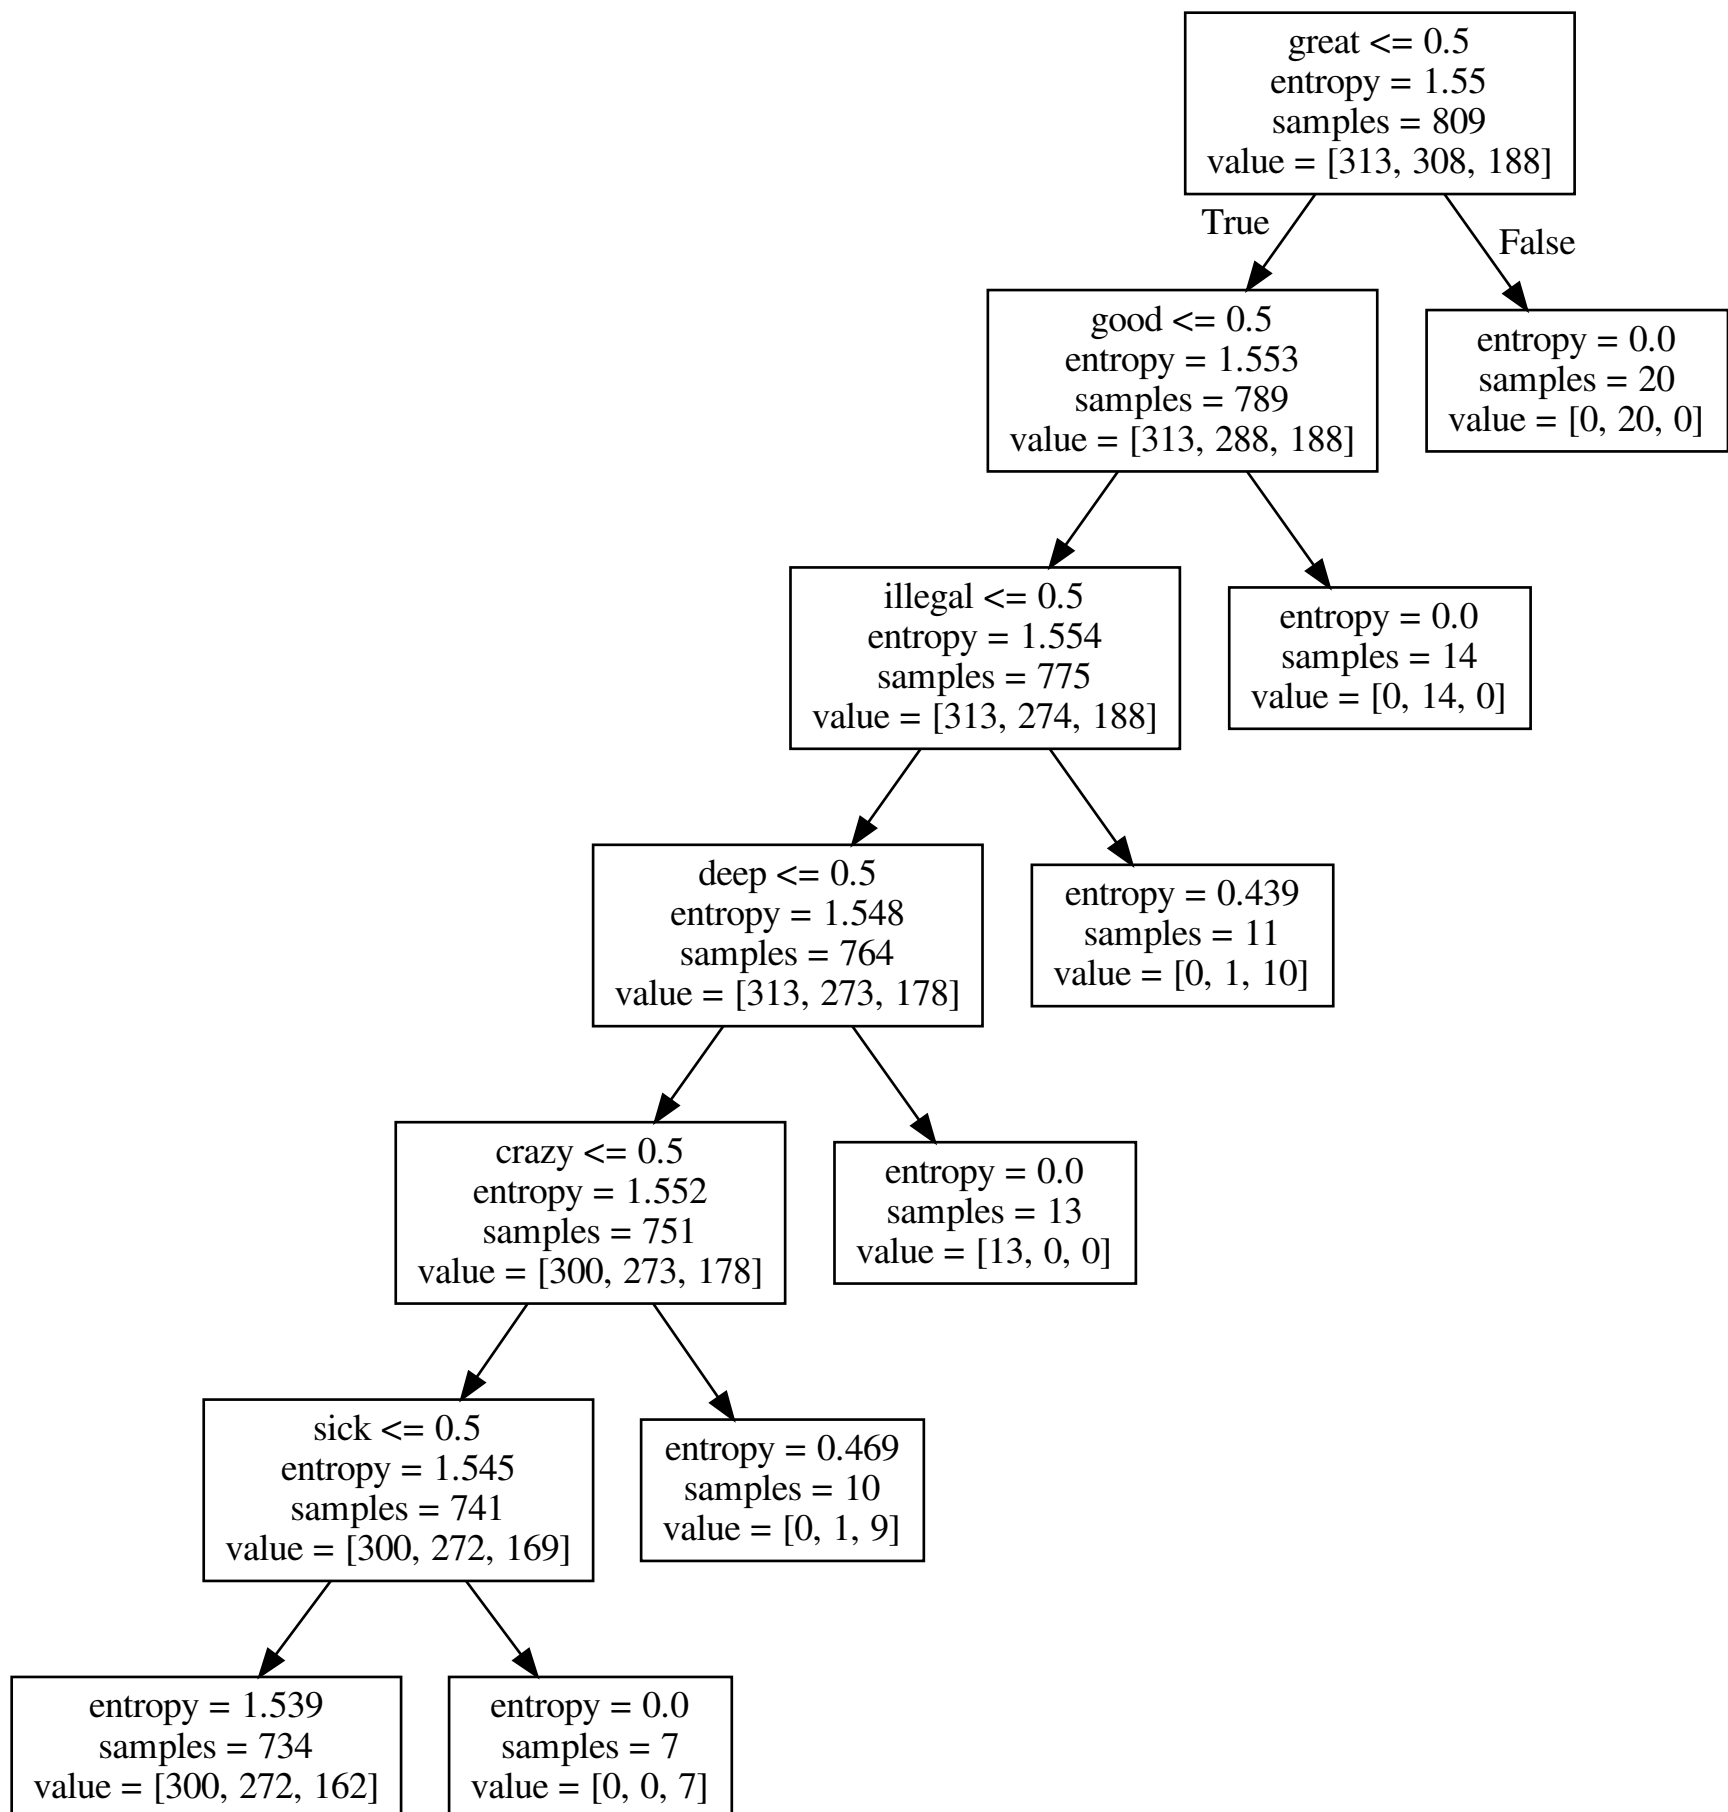 great <= 0.5
entropy = 1.55
samples = 809
value = [313, 308, 188]
True
False
good <= 0.5
entropy = 1.553
samples = 789
value = [313, 288, 188]
entropy = 0.0
samples = 20
value = [0, 20, 0]
illegal <= 0.5
entropy = 1.554
samples = 775
value = [313, 274, 188]
entropy = 0.0
samples = 14
value = [0, 14, 0]
deep <= 0.5
entropy = 1.548
samples = 764
value = [313, 273, 178]
entropy = 0.439
samples = 11
value = [0, 1, 10]
crazy <= 0.5
entropy = 1.552
samples = 751
value = [300, 273, 178]
entropy = 0.0
samples = 13
value = [13, 0, 0]
sick <= 0.5
entropy = 1.545
samples = 741
value = [300, 272, 169]
entropy = 0.469
samples = 10
value = [0, 1, 9]
entropy = 1.539
samples = 734
value = [300, 272, 162]
entropy = 0.0
samples = 7
value = [0, 0, 7]